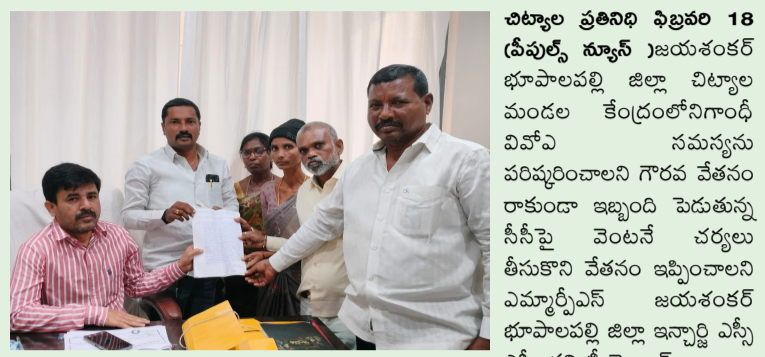 చిట్యాల ప్రతినిధి ఫిబ్రవరి 18
(పీపుల్స్ న్యూస్ )జయశంకర్
భూపాలపల్లి జిల్లా చిట్యాల
మండల కేంద్రంలోనిగాంధీ
వివోఎ సమస్యను
పరిష్కరించాలని గౌరవ వేతనం
రాకుండా ఇబ్బంది పెడుతున్న
సీసీపై వెంటనే చర్యలు
తీసుకొని వేతనం ఇప్పించాలని
ఎమ్మార్పీఎస్ జయశంకర్
భూపాలపల్లి జిల్లా ఇన్చార్జి ఎస్సీ